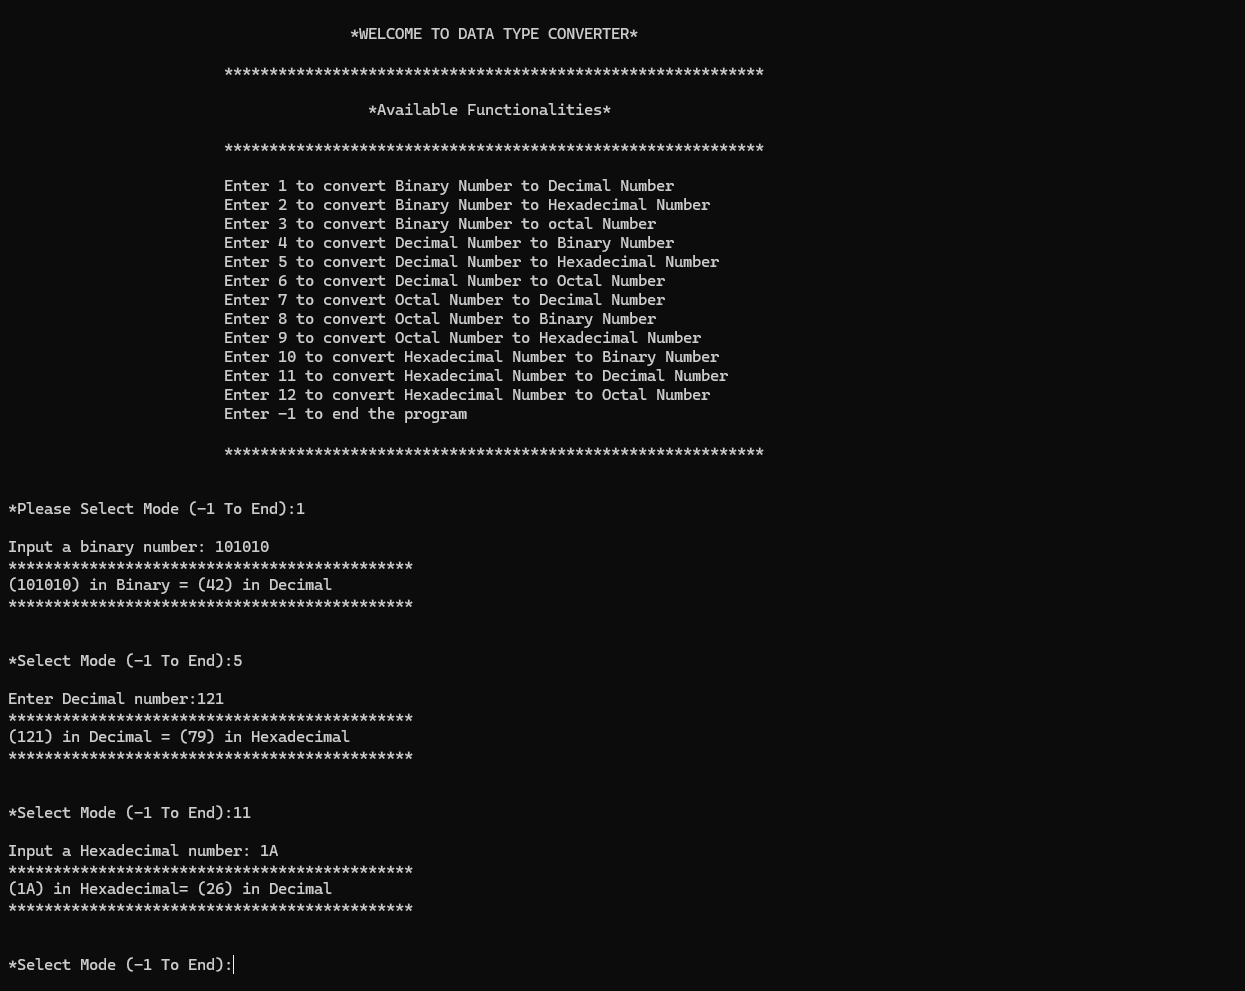 *WELCOME TO DATA TYPE CONVERTER*
************************************************************
*Available Functionalities*
************************************************************
Enter 1 to convert Binary Number to Decimal Number
Enter 2 to convert Binary Number to Hexadecimal Number
Enter 3 to convert Binary Number to octal Number
Enter 4 to convert Decimal Number to Binary Number
Enter 5 to convert Decimal Number to Hexadecimal Number
Enter 6 to convert Decimal Number to Octal Number
Enter 7 to convert Octal Number to Decimal Number
Enter 8 to convert Octal Number to Binary Number
Enter 9 to convert Octal Number to Hexadecimal Number
Enter 10 to convert Hexadecimal Number to Binary Number
Enter 11 to convert Hexadecimal Number to Decimal Number
Enter 12 to convert Hexadecimal Number to Octal Number
Enter -1 to end the program
************************************************************
*Please Select Mode (-1 To End):1
Input a binary number: 101010
*********************************************
(101010) in Binary = (42) in Decimal
*********************************************
*Select Mode (-1 To End):5
Enter Decimal number:121
*********************************************
(121) in Decimal = (79) in Hexadecimal
*********************************************
*Select Mode (-1 To End):11
Input a Hexadecimal number: 1A
*********************************************
(1A) in Hexadecimal= (26) in Decimal
*********************************************
*Select Mode (-1 To End):